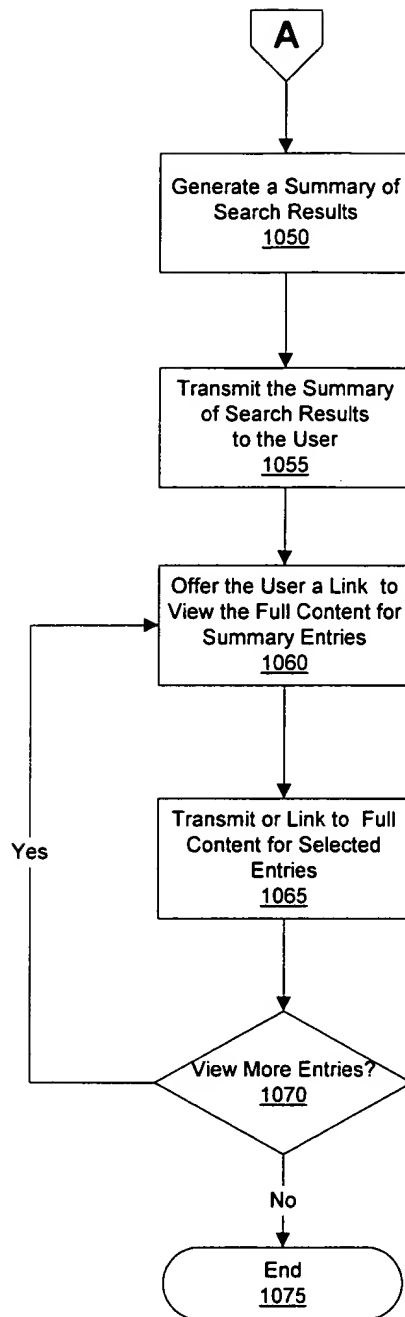 A
Generate a Summary of
Search Results
1050
Transmit the Summary
of Search Results
to the User
1055
Offer the User a Link to
View the Full Content for
Summary Entries
1060
Transmit or Link to Full
Content for Selected
Entries
1065
Yes
View More Entries?
1070
No
End
1075